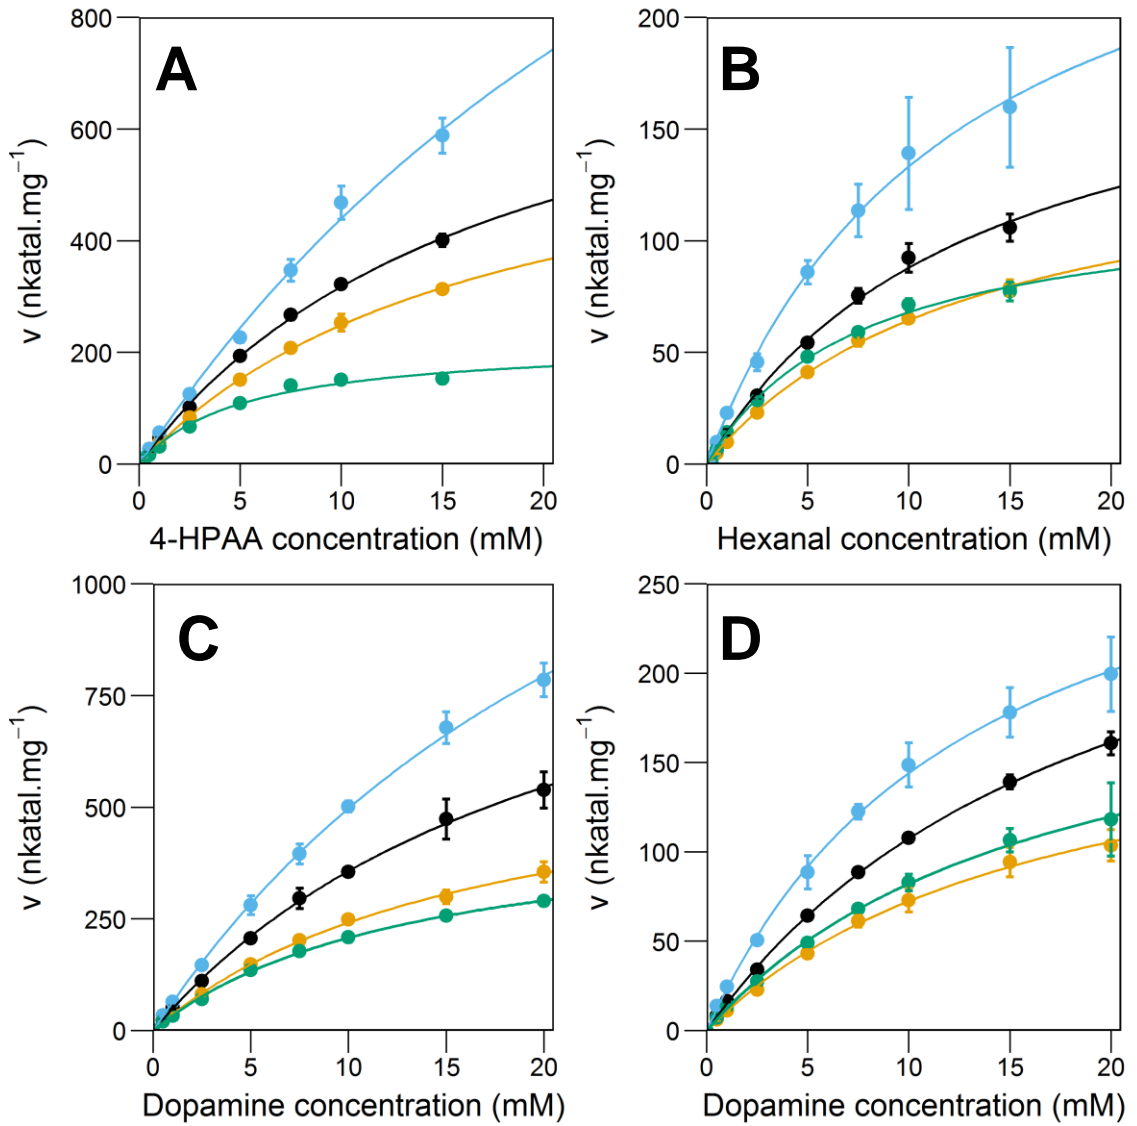 A
800
600
400
200
0
v (nkatal.mg⁻¹)
0 5 10 15 20
4-HPAA concentration (mM)
B
200
150
100
50
0
v (nkatal.mg⁻¹)
0 5 10 15 20
Hexanal concentration (mM)
C
1000
750
500
250
0
v (nkatal.mg⁻¹)
0 5 10 15 20
Dopamine concentration (mM)
D
250
200
150
100
50
0
v (nkatal.mg⁻¹)
0 5 10 15 20
Dopamine concentration (mM)